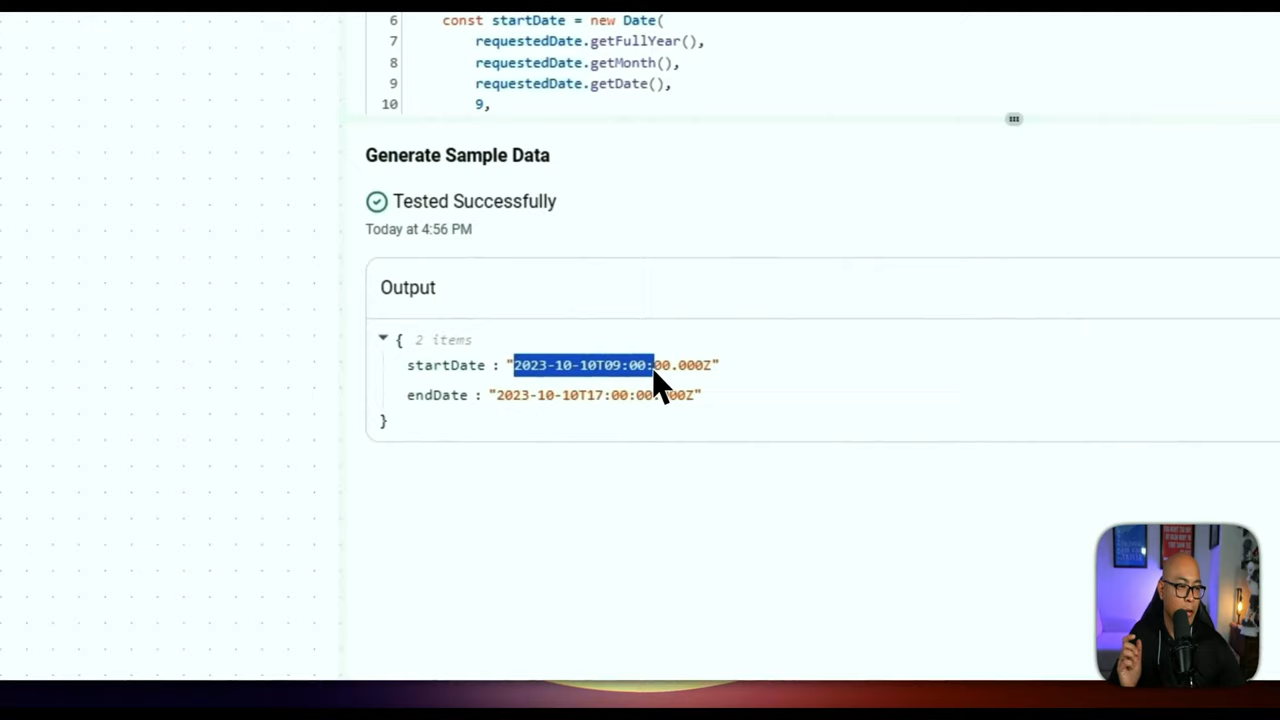 6 const startDate = new Date(
7 requestedDate.getFullYear(),
8 requestedDate.getMonth(),
9 requestedDate.getDate(),
10 9,
Generate Sample Data
Tested Successfully
Today at 4:56 PM
Output
{ 2 items
startDate : "2023-10-10T09:00:00.000Z"
endDate : "2023-10-10T17:00:00 00Z"
}